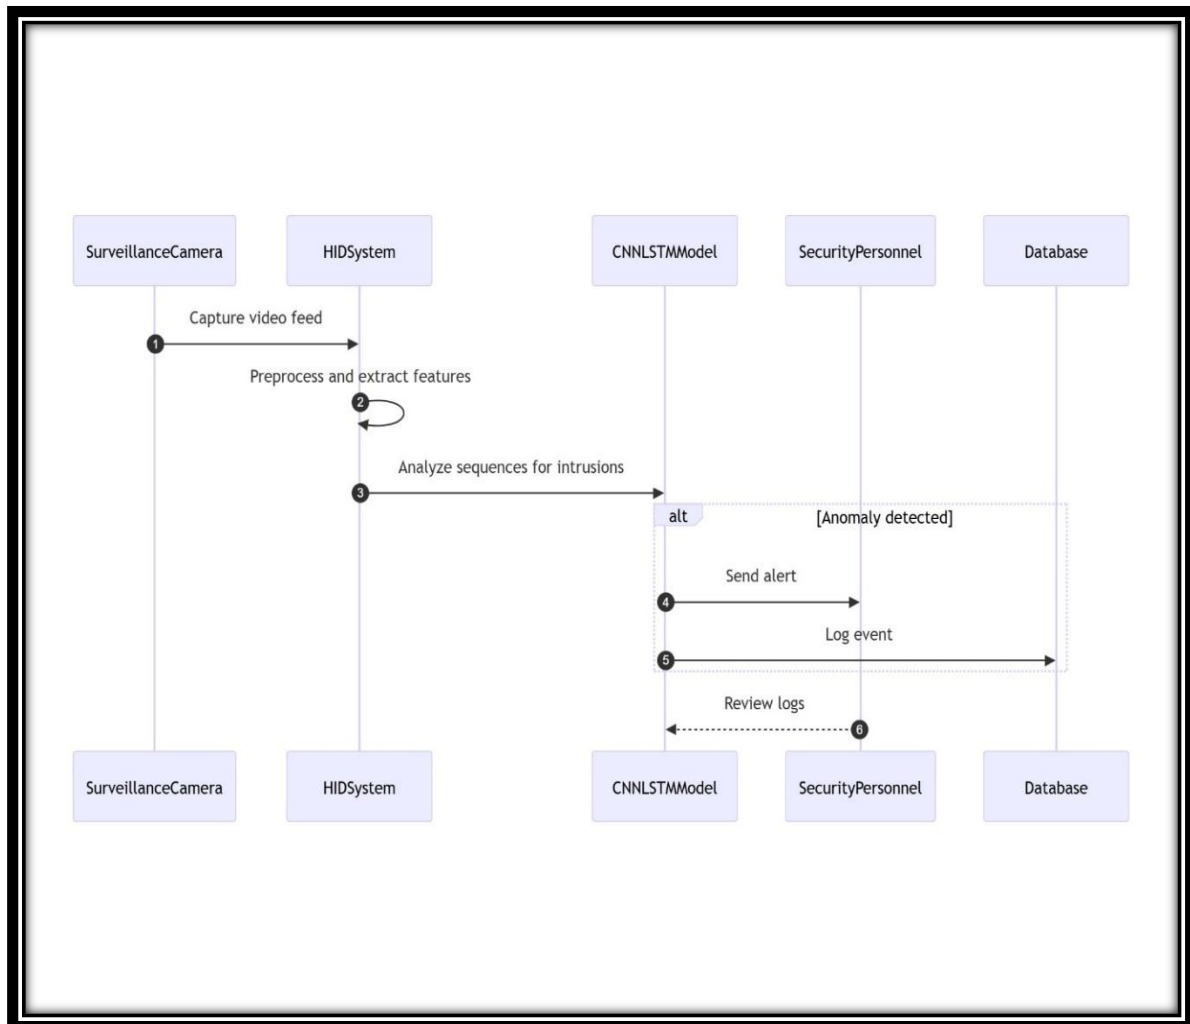 SurveillanceCamera
HIDSystem
CNNLSTMModel
SecurityPersonnel
Database
Capture video feed
1
Preprocess and extract features
2
Analyze sequences for intrusions
3
alt
[Anomaly detected]
Send alert
4
Log event
5
Review logs
6
SurveillanceCamera
HIDSystem
CNNLSTMModel
SecurityPersonnel
Database